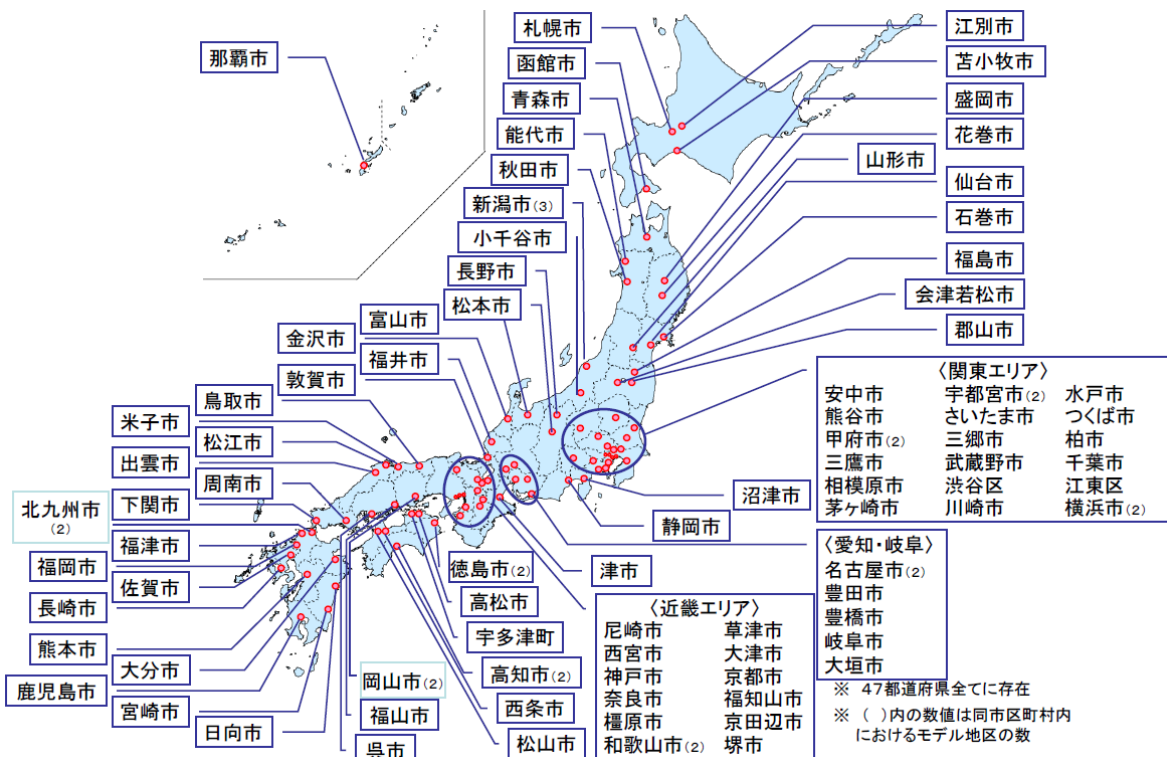 那覇市
札幌市
函館市
青森市
能代市
秋田市
新潟市(3)
小千谷市
長野市
松本市
富山市
金沢市
福井市
敦賀市
鳥取市
米子市
松江市
出雲市
周南市
下関市
北九州市
(2)
福津市
福岡市
佐賀市
長崎市
熊本市
大分市
鹿児島市
宮崎市
日向市
江別市
苫小牧市
盛岡市
花巻市
山形市
仙台市
石巻市
福島市
会津若松市
郡山市
〈関東エリア〉
安中市 宇都宮市(2) 水戸市
熊谷市 さいたま市 つくば市
甲府市(2) 三郷市 柏市
三鷹市 武蔵野市 千葉市
相模原市 渋谷区 江東区
茅ヶ崎市 川崎市 横浜市(2)
沼津市
静岡市
〈愛知・岐阜〉
名古屋市(2)
豊田市
豊橋市
岐阜市
大垣市
津市
〈近畿エリア〉
尼崎市 草津市
西宮市 大津市
神戸市 京都市
奈良市 福知山市
橿原市 京田辺市
和歌山市(2) 堺市
徳島市(2)
高松市
宇多津町
高知市(2)
西条市
松山市
岡山市(2)
福山市
呉市
※ 47都道府県全てに存在
※ ( )内の数値は同市区町村内
におけるモデル地区の数